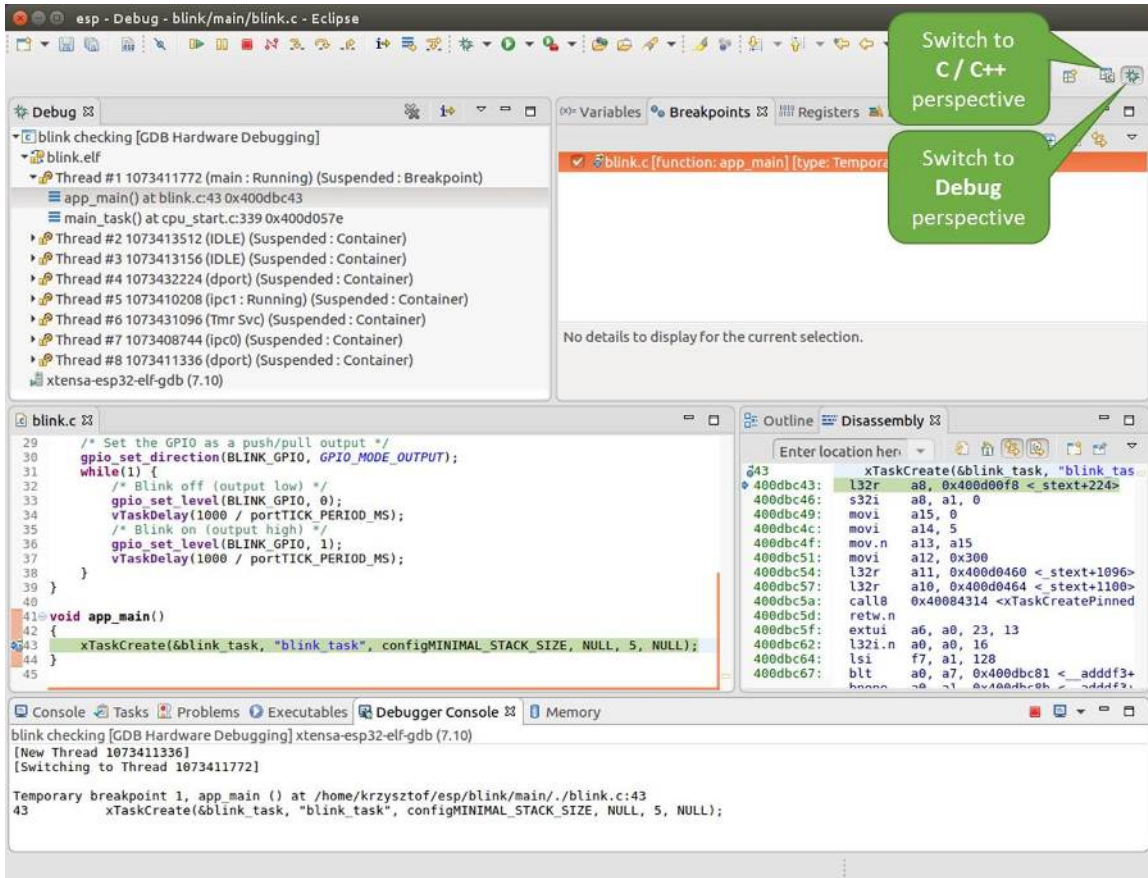 esp - Debug - blink/main/blink.c - Eclipse
Switch to
C / C++
perspective
Debug
blink checking [GDB Hardware Debugging]
blink.elf
Thread #1 1073411772 (main : Running) (Suspended : Breakpoint)
app_main() at blink.c:43 0x400dbc43
main_task() at cpu_start.c:339 0x400d057e
Thread #2 1073413512 (IDLE) (Suspended : Container)
Thread #3 1073413156 (IDLE) (Suspended : Container)
Thread #4 1073432224 (dport) (Suspended : Container)
Thread #5 1073410208 (ipc1 : Running) (Suspended : Container)
Thread #6 1073431096 (Tmr Svc) (Suspended : Container)
Thread #7 1073408744 (ipc0) (Suspended : Container)
Thread #8 1073411336 (dport) (Suspended : Container)
xtensa-esp32-elf-gdb (7.10)
(x)= Variables Breakpoints Registers
blink.c [function: app_main] [type: Tempora
Switch to
Debug
perspective
No details to display for the current selection.
blink.c
29 /* Set the GPIO as a push/pull output */
30 gpio_set_direction(BLINK_GPIO, GPIO_MODE_OUTPUT);
31 while(1) {
32 /* Blink off (output low) */
33 gpio_set_level(BLINK_GPIO, 0);
34 vTaskDelay(1000 / portTICK_PERIOD_MS);
35 /* Blink on (output high) */
36 gpio_set_level(BLINK_GPIO, 1);
37 vTaskDelay(1000 / portTICK_PERIOD_MS);
38 }
39 }
40
41 void app_main()
42 {
43 xTaskCreate(&blink_task, "blink_task", configMINIMAL_STACK_SIZE, NULL, 5, NULL);
44 }
45
Outline Disassembly
Enter location her
43 xTaskCreate(&blink_task, "blink_tas
400dbc43: l32r a8, 0x400d00f8 <_stext+224>
400dbc46: s32i a8, a1, 0
400dbc49: movi a15, 0
400dbc4c: movi a14, 5
400dbc4f: mov.n a13, a15
400dbc51: movi a12, 0x300
400dbc54: l32r a11, 0x400d0460 <_stext+1096>
400dbc57: l32r a10, 0x400d0464 <_stext+1100>
400dbc5a: call8 0x40084314 <xTaskCreatePinned
400dbc5d: retw.n
400dbc5f: extui a6, a0, 23, 13
400dbc62: l32i.n a0, a0, 16
400dbc64: lsi f7, a1, 128
400dbc67: blt a0, a7, 0x400dbc81 <__adddf3+
Console Tasks Problems Executables Debugger Console Memory
blink checking [GDB Hardware Debugging] xtensa-esp32-elf-gdb (7.10)
[New Thread 1073411336]
[Switching to Thread 1073411772]
Temporary breakpoint 1, app_main () at /home/krzysztof/esp/blink/main/./blink.c:43
43 xTaskCreate(&blink_task, "blink_task", configMINIMAL_STACK_SIZE, NULL, 5, NULL);